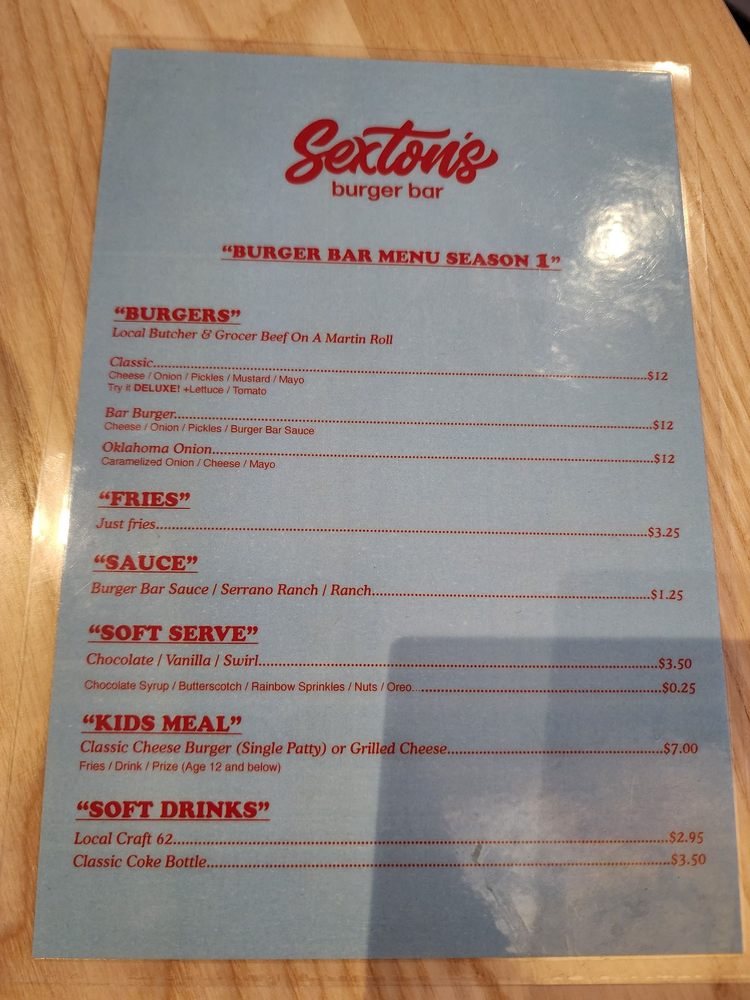 Sexton's
burger bar
“BURGER BAR MENU SEASON 1”
“BURGERS”
Local Butcher & Grocer Beef On A Martin Roll
Classic....................$12
Cheese / Onion / Pickles / Mustard / Mayo
Try it DELUXE! +Lettuce / Tomato
Bar Burger....................$12
Cheese / Onion / Pickles / Burger Bar Sauce
Oklahoma Onion....................$12
Caramelized Onion / Cheese / Mayo
“FRIES”
Just fries....................$3.25
“SAUCE”
Burger Bar Sauce / Serrano Ranch / Ranch....................$1.25
“SOFT SERVE”
Chocolate / Vanilla / Swirl....................$3.50
Chocolate Syrup / Butterscotch / Rainbow Sprinkles / Nuts / Oreo....................$0.25
“KIDS MEAL”
Classic Cheese Burger (Single Patty) or Grilled Cheese....................$7.00
Fries / Drink / Prize (Age 12 and below)
“SOFT DRINKS”
Local Craft 62....................$2.95
Classic Coke Bottle....................$3.50